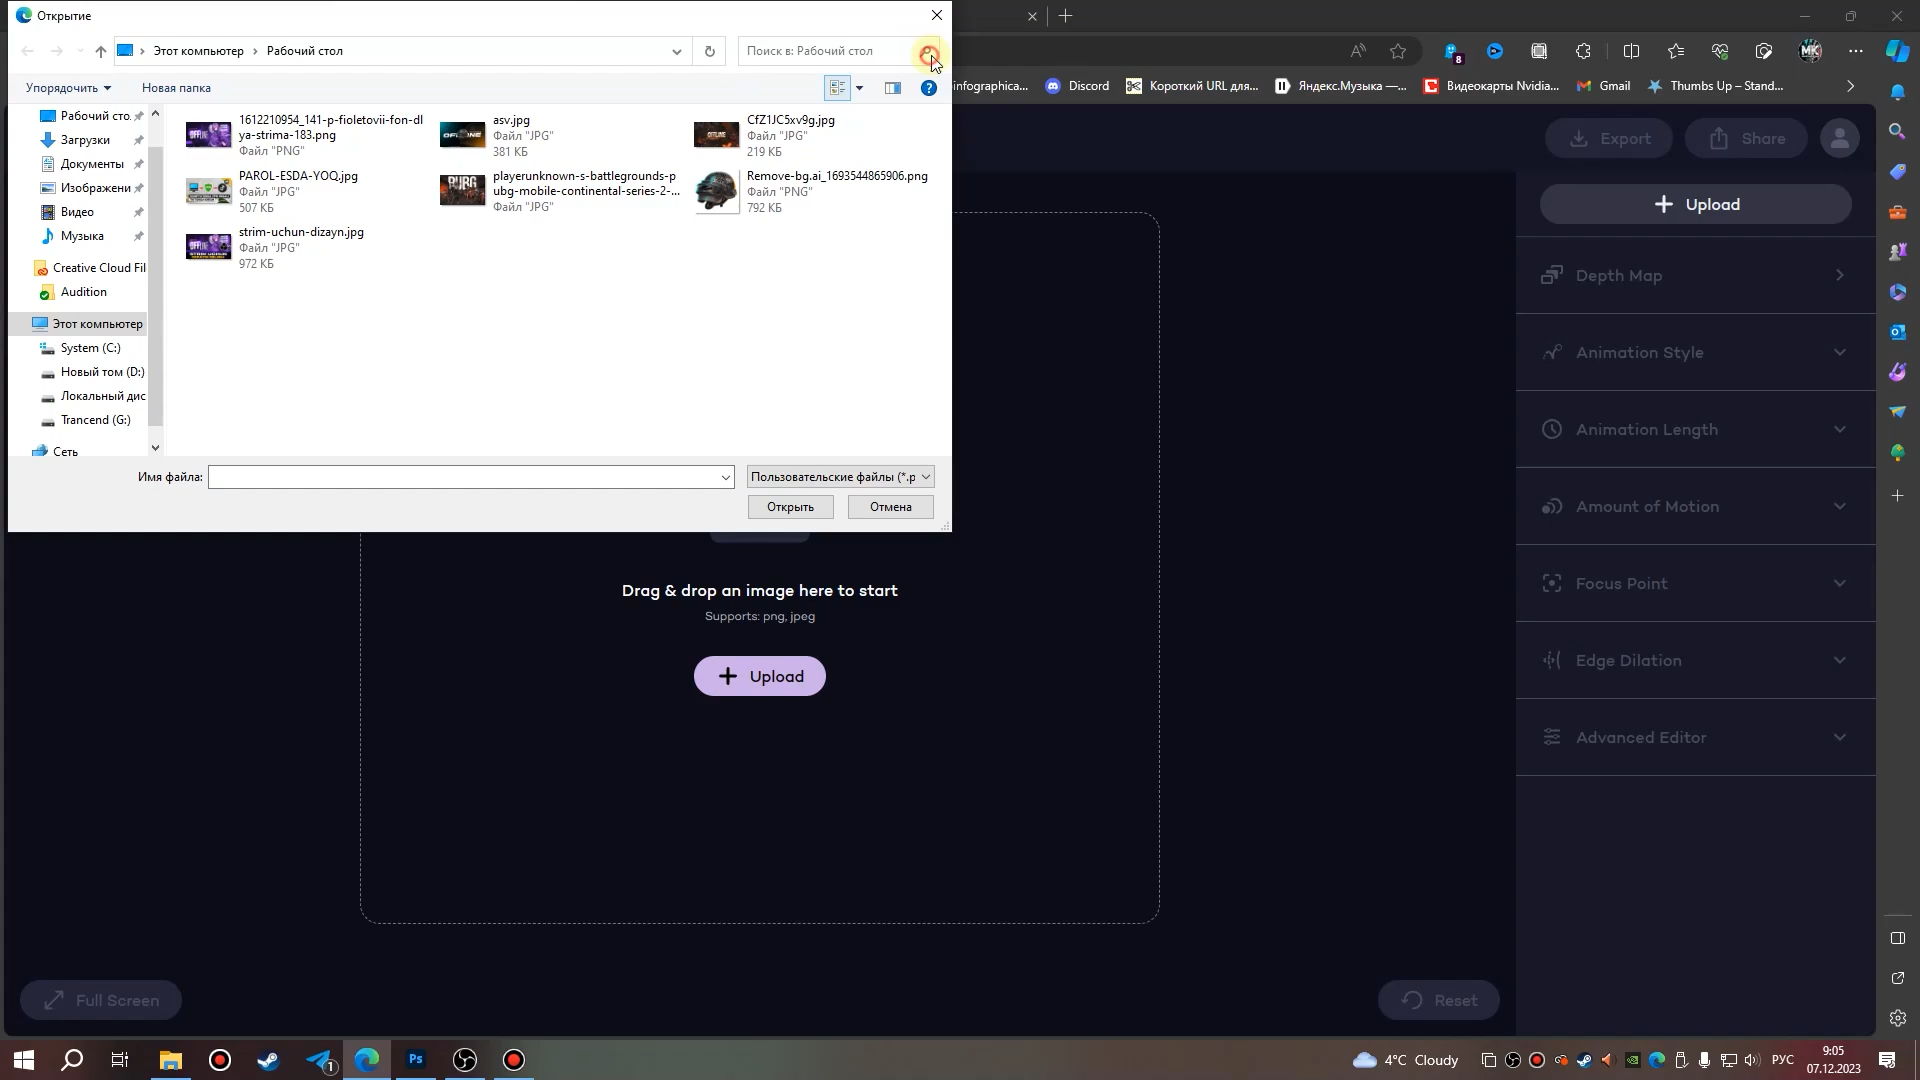 Открытие
Этот компьютер
Рабочий стол
Поиск в: Рабочий стол
Упорядочить
Новая папка
8
infographica...
Discord
Короткий URL для...
Яндекс.Музыка —...
Видеокарты Nvidia...
Gmail
Thumbs Up – Stand...
Рабочий сто.
Загрузки
Документы
Изображени
Видео
Музыка
Creative Cloud Fil
Audition
Этот компьютер
System (C:)
Новый том (D:)
Локальный дис
Trancend (G:)
Сеть
1612210954_141-p-fioletovii-fon-dl
ya-strima-183.png
Файл "PNG"
asv.jpg
Файл "JPG"
381 КБ
CfZ1JC5xv9g.jpg
Файл "JPG"
219 КБ
PAROL-ESDA-YOQ.jpg
Файл "JPG"
507 КБ
playerunknown-s-battlegrounds-p
ubg-mobile-continental-series-2-...
Файл "JPG"
Remove-bg.ai_1693544865906.png
Файл "PNG"
792 КБ
strim-uchun-dizayn.jpg
Файл "JPG"
972 КБ
Имя файла:
Пользовательские файлы (*.p
Открыть
Отмена
Export
Share
Upload
Depth Map
Animation Style
Animation Length
Amount of Motion
Focus Point
Edge Dilation
Advanced Editor
Drag & drop an image here to start
Supports: png, jpeg
Upload
Full Screen
Reset
1
Ps
4°C Cloudy
РУС
9:05
07.12.2023